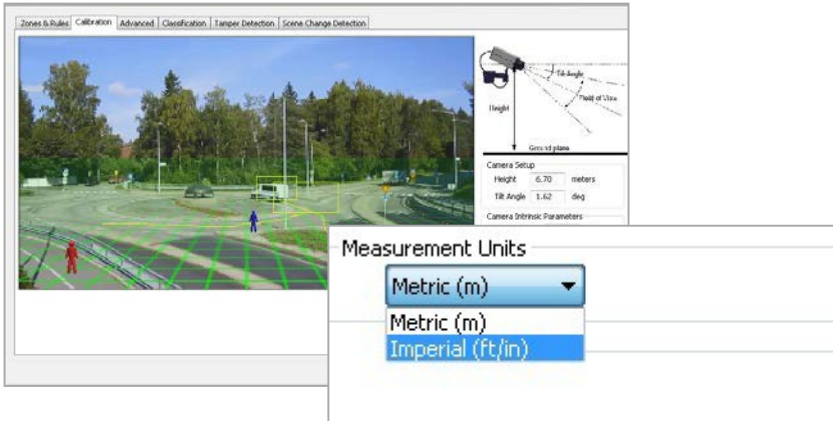 Zones & Rules Calibration Advanced Classification Tamper Detection Scene Change Detection
Tilt Angle
Field of View
Height
Ground plane
Camera Setup
Height 6.70 meters
Tilt Angle 1.62 deg
Camera Intrinsic Parameters
Measurement Units
Metric (m)
Metric (m)
Imperial (ft/in)